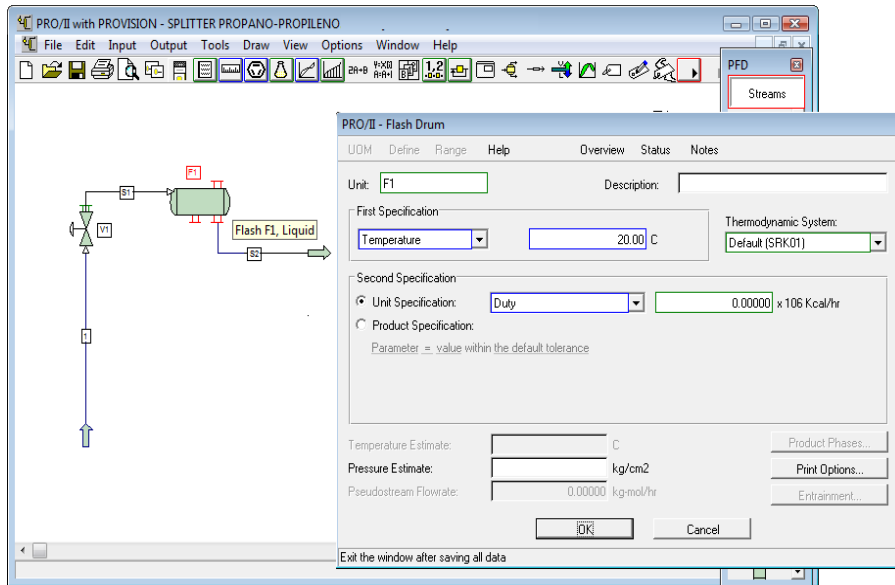 PRO/II with PROVISION - SPLITTER PROPANO-PROPILENO
File Edit Input Output Tools Draw View Options Window Help
PFD
Streams
PRO/II - Flash Drum
UOM Define Range Help Overview Status Notes
Unit: F1 Description:
First Specification
Temperature 20.00 C
Thermodynamic System:
Default (SRK01)
Second Specification
Unit Specification: Duty 0.00000 x 106 Kcal/hr
Product Specification:
Parameter = value within the default tolerance
Temperature Estimate: C
Pressure Estimate: kg/cm2
Pseudostream Flowrate: 0.00000 kg-mol/hr
Product Phases...
Print Options...
Entrainment...
OK Cancel
Exit the window after saving all data
F1
S1
V1
Flash F1, Liquid
S2
1